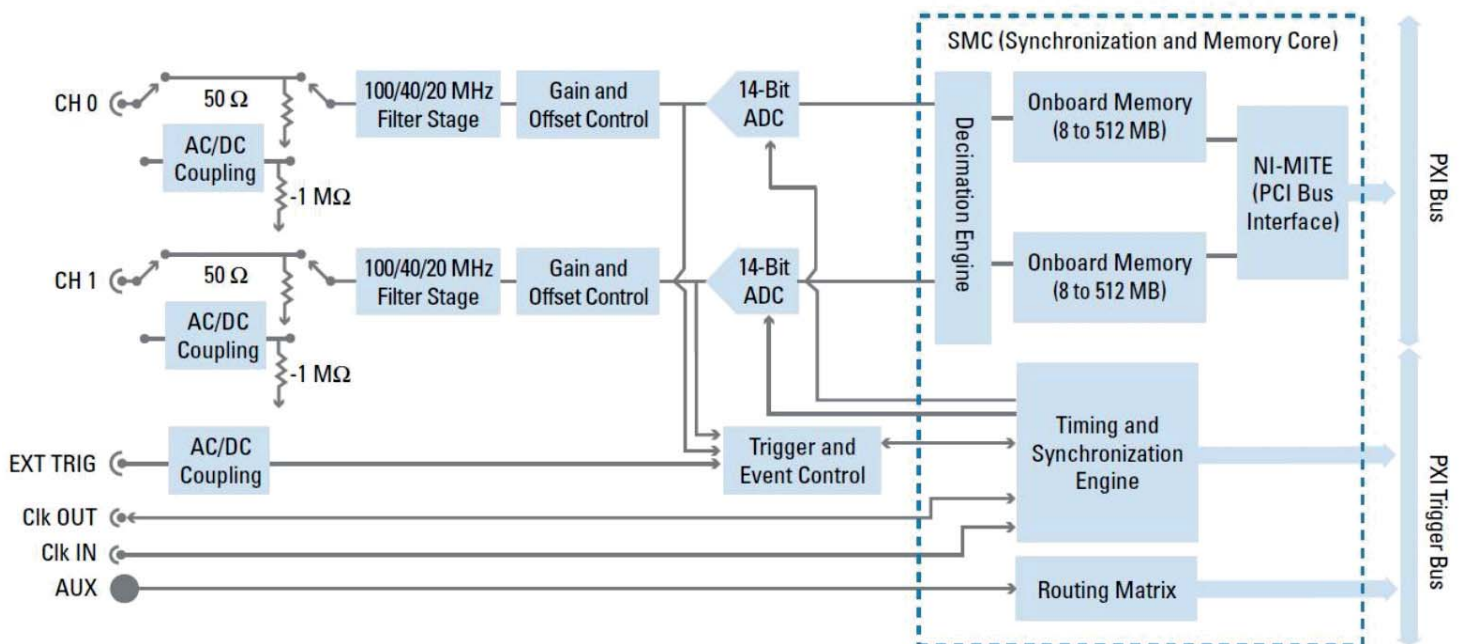 SMC (Synchronization and Memory Core)
CH 0
50 Ω
100/40/20 MHz
Filter Stage
Gain and
Offset Control
14-Bit
ADC
AC/DC
Coupling
-1 MΩ
Decimation Engine
Onboard Memory
(8 to 512 MB)
NI-MITE
(PCI Bus
Interface)
PXI Bus
CH 1
50 Ω
100/40/20 MHz
Filter Stage
Gain and
Offset Control
14-Bit
ADC
Onboard Memory
(8 to 512 MB)
AC/DC
Coupling
-1 MΩ
EXT TRIG
AC/DC
Coupling
Trigger and
Event Control
Timing and
Synchronization
Engine
PXI Trigger Bus
Clk OUT
Clk IN
AUX
Routing Matrix